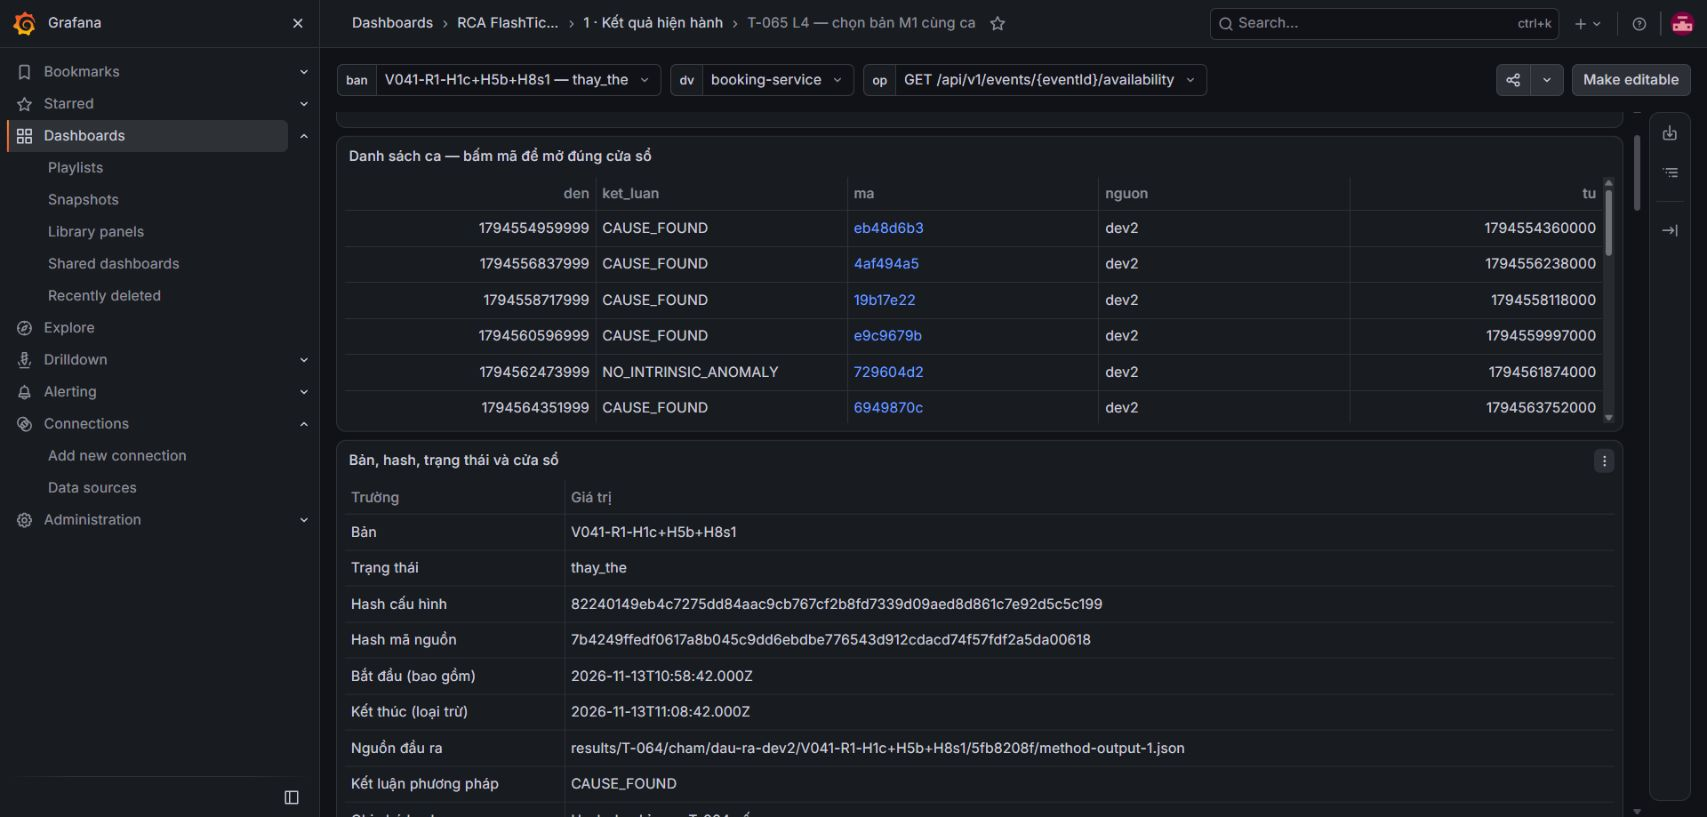 Grafana
Dashboards › RCA FlashTic... › 1 · Kết quả hiện hành › T-065 L4 — chọn bản M1 cùng ca
Search... ctrl+k
Bookmarks
Starred
Dashboards
Playlists
Snapshots
Library panels
Shared dashboards
Recently deleted
Explore
Drilldown
Alerting
Connections
Add new connection
Data sources
Administration
ban V041-R1-H1c+H5b+H8s1 — thay_the dv booking-service op GET /api/v1/events/{eventId}/availability
Make editable
Danh sách ca — bấm mã để mở đúng cửa sổ
den ket_luan ma nguon tu
1794554959999 CAUSE_FOUND eb48d6b3 dev2 1794554360000
1794556837999 CAUSE_FOUND 4af494a5 dev2 1794556238000
1794558717999 CAUSE_FOUND 19b17e22 dev2 1794558118000
1794560596999 CAUSE_FOUND e9c9679b dev2 1794559997000
1794562473999 NO_INTRINSIC_ANOMALY 729604d2 dev2 1794561874000
1794564351999 CAUSE_FOUND 6949870c dev2 1794563752000
Bản, hash, trạng thái và cửa sổ
Trường Giá trị
Bản V041-R1-H1c+H5b+H8s1
Trạng thái thay_the
Hash cấu hình 82240149eb4c7275dd84aac9cb767cf2b8fd7339d09aed8d861c7e92d5c5c199
Hash mã nguồn 7b4249ffedf0617a8b045c9dd6ebdbe776543d912cdacd74f57fdf2a5da00618
Bắt đầu (bao gồm) 2026-11-13T10:58:42.000Z
Kết thúc (loại trừ) 2026-11-13T11:08:42.000Z
Nguồn đầu ra results/T-064/cham/dau-ra-dev2/V041-R1-H1c+H5b+H8s1/5fb8208f/method-output-1.json
Kết luận phương pháp CAUSE_FOUND